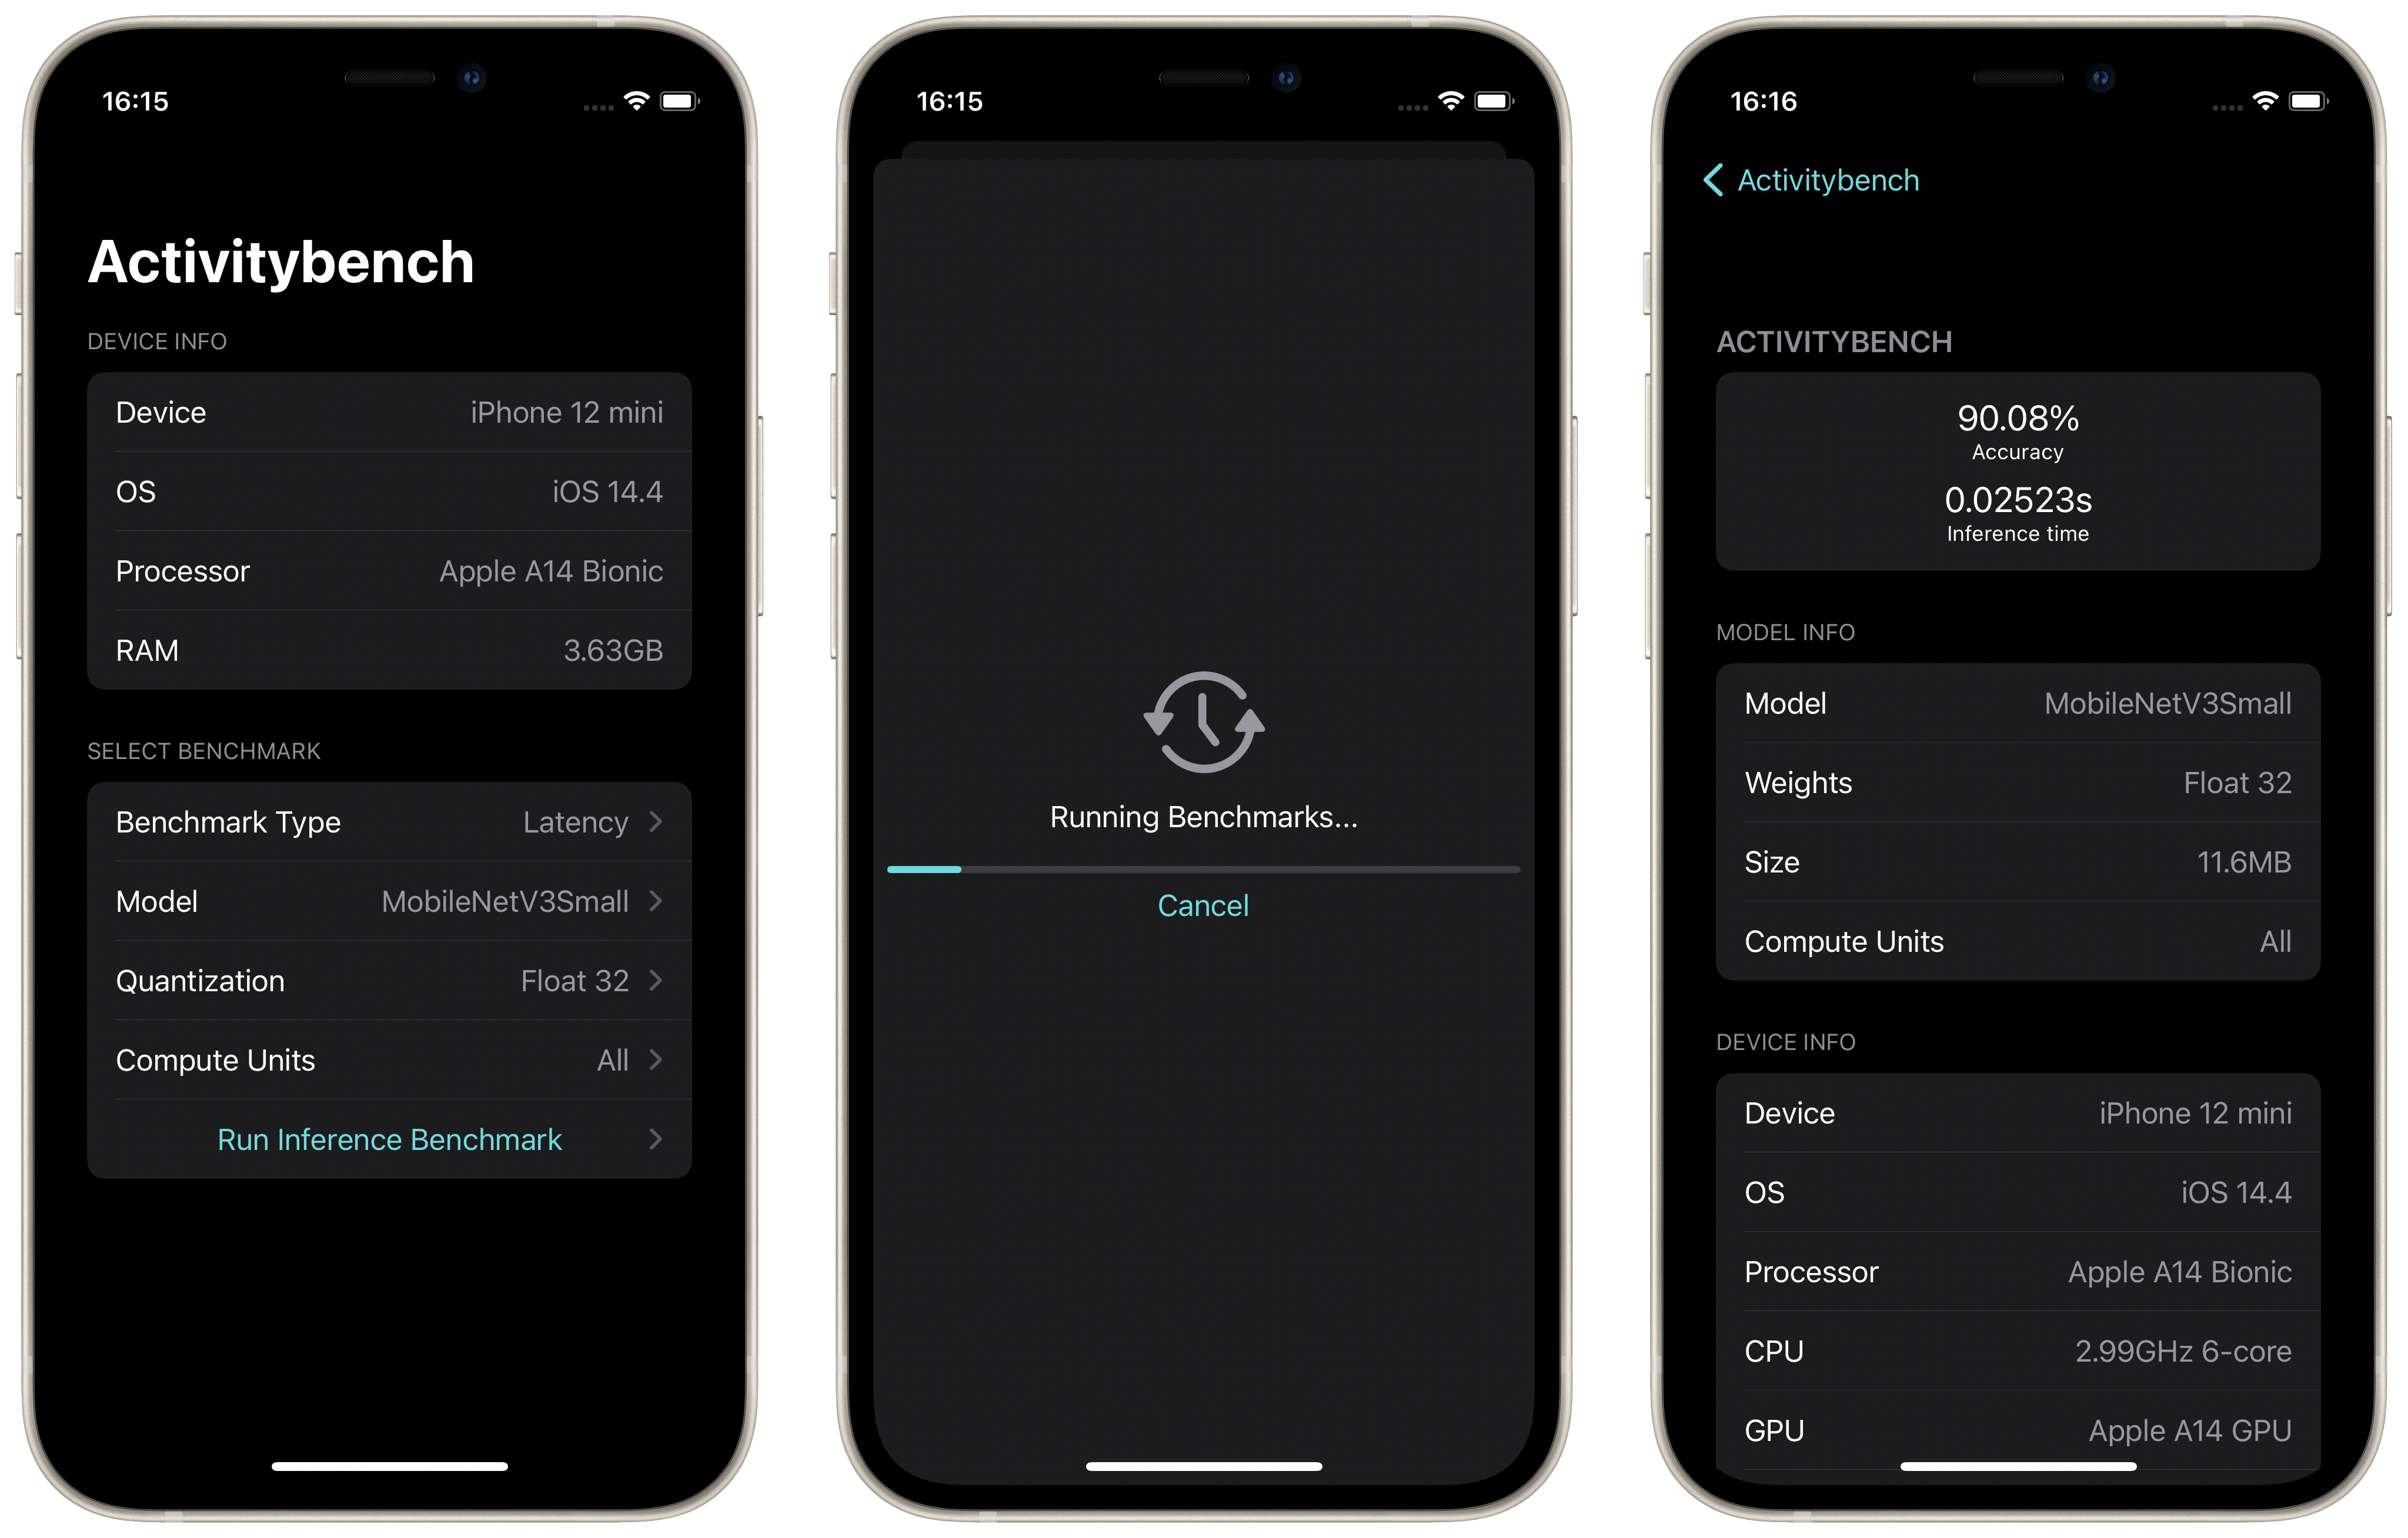 16:15
Activitybench
DEVICE INFO
Device iPhone 12 mini
OS iOS 14.4
Processor Apple A14 Bionic
RAM 3.63GB
SELECT BENCHMARK
Benchmark Type Latency
Model MobileNetV3Small
Quantization Float 32
Compute Units All
Run Inference Benchmark
16:15
Running Benchmarks...
Cancel
16:16
Activitybench
ACTIVITYBENCH
90.08%
Accuracy
0.02523s
Inference time
MODEL INFO
Model MobileNetV3Small
Weights Float 32
Size 11.6MB
Compute Units All
DEVICE INFO
Device iPhone 12 mini
OS iOS 14.4
Processor Apple A14 Bionic
CPU 2.99GHz 6-core
GPU Apple A14 GPU